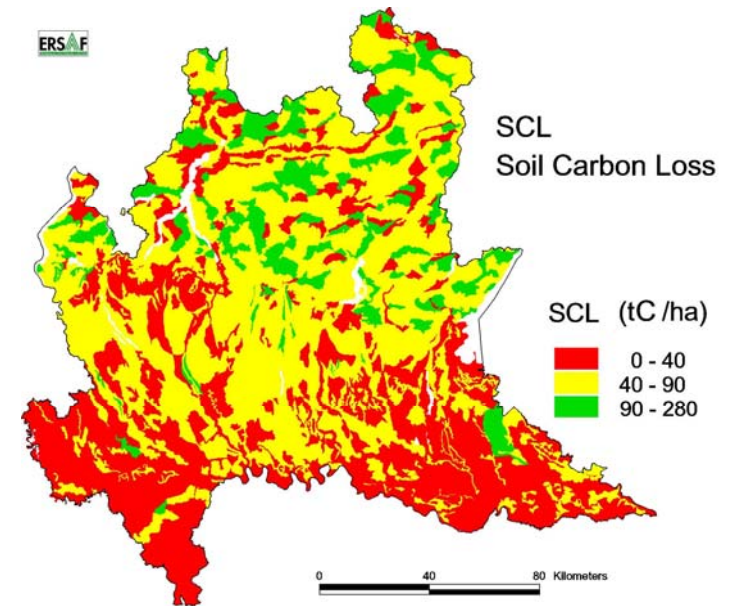 ERSAF
SCL
Soil Carbon Loss
SCL (tC /ha)
0 - 40
40 - 90
90 - 280
0 40 80 Kilometers